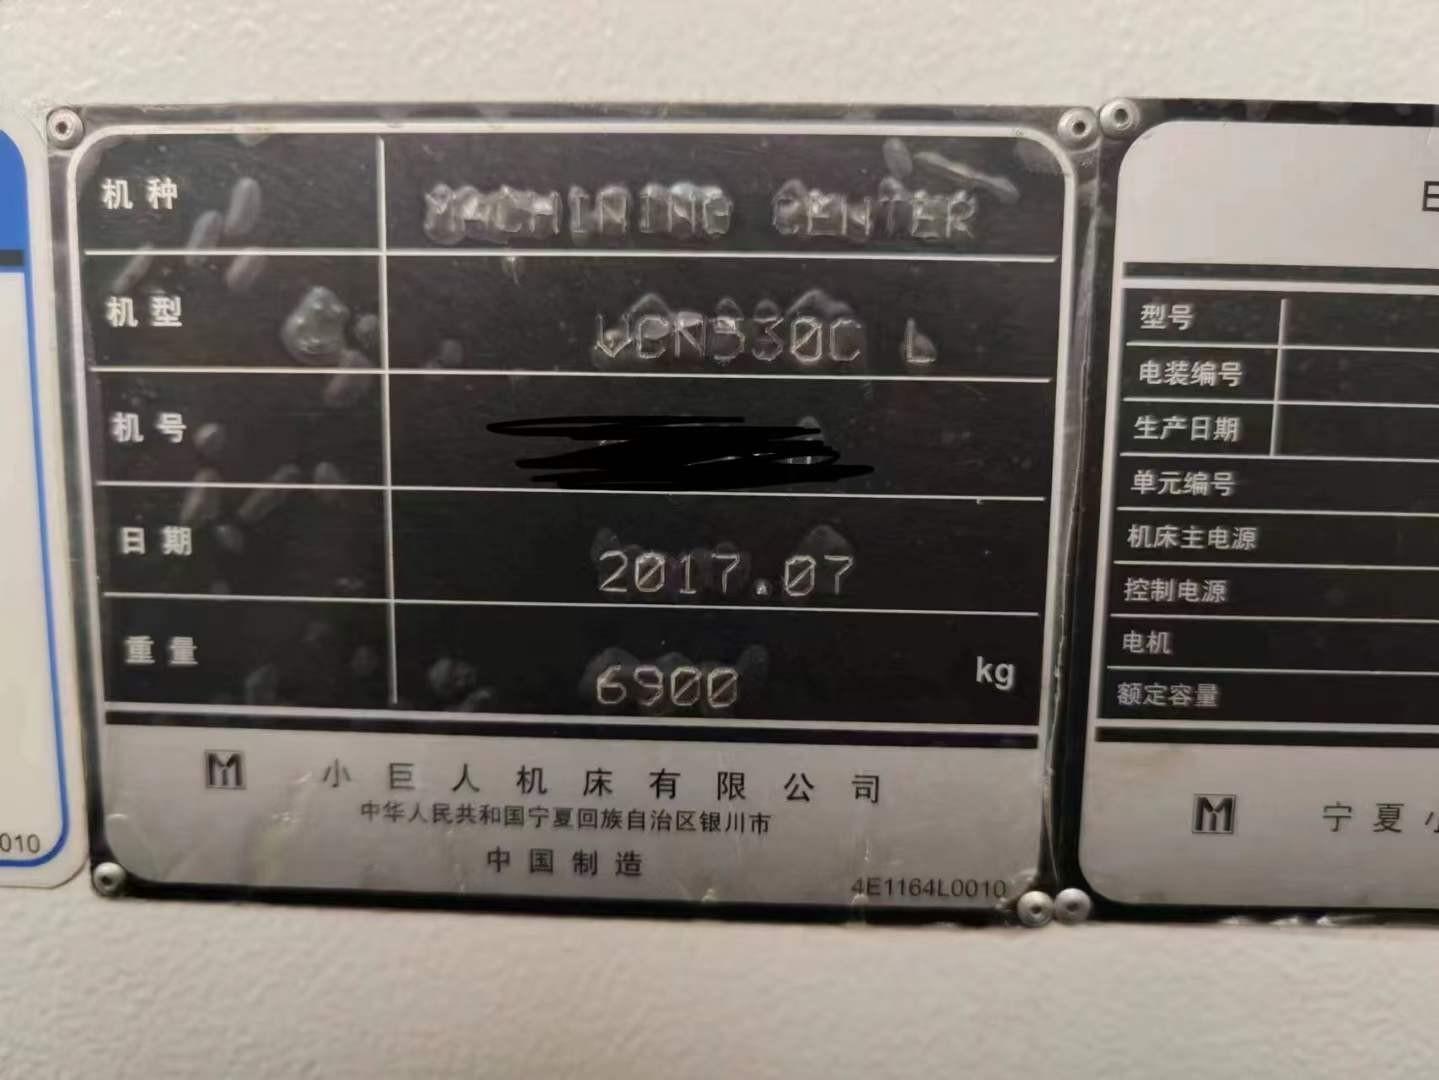 机种 MACHINING CENTER
机型 VCN530C L
机号
日期 2017.07
重量 6900 kg
小巨人机床有限公司
中华人民共和国宁夏回族自治区银川市
中国制造
4E1164L0010
010
E
型号
电装编号
生产日期
单元编号
机床主电源
控制电源
电机
额定容量
宁夏小